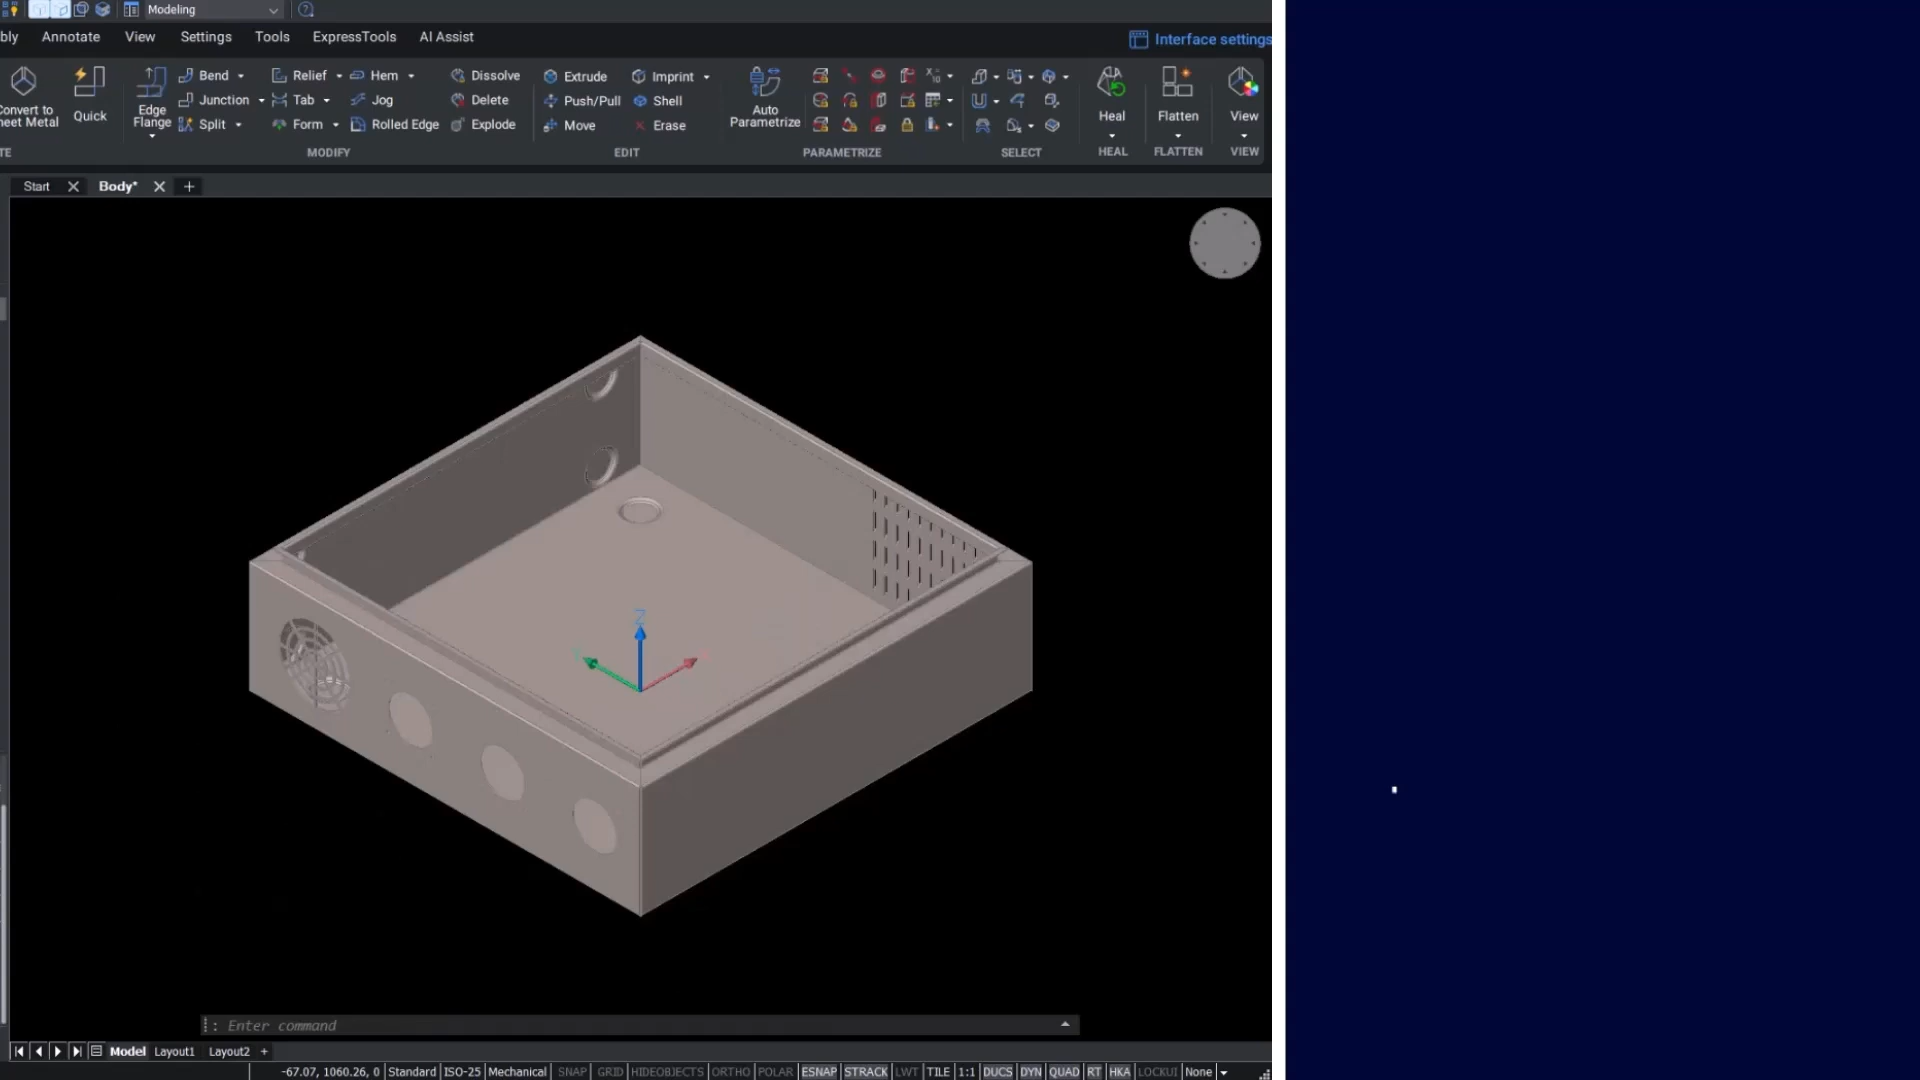 Modeling
bly Annotate View Settings Tools ExpressTools AI Assist
Interface settings
Convert to
heet Metal
Quick
Edge
Flange
Bend
Junction
Split
Relief
Tab
Form
Hem
Jog
Rolled Edge
Dissolve
Delete
Explode
Extrude
Push/Pull
Move
Imprint
Shell
Erase
Auto
Parametrize
Heal
Flatten
View
TE MODIFY EDIT PARAMETRIZE SELECT HEAL FLATTEN VIEW
Start Body* +
Z
: Enter command
Model Layout1 Layout2 +
-67.07, 1060.26, 0 Standard ISO-25 Mechanical SNAP GRID HIDEOBJECTS ORTHO POLAR ESNAP STRACK LWT TILE 1:1 DUCS DYN QUAD RT HKA LOCKUI None